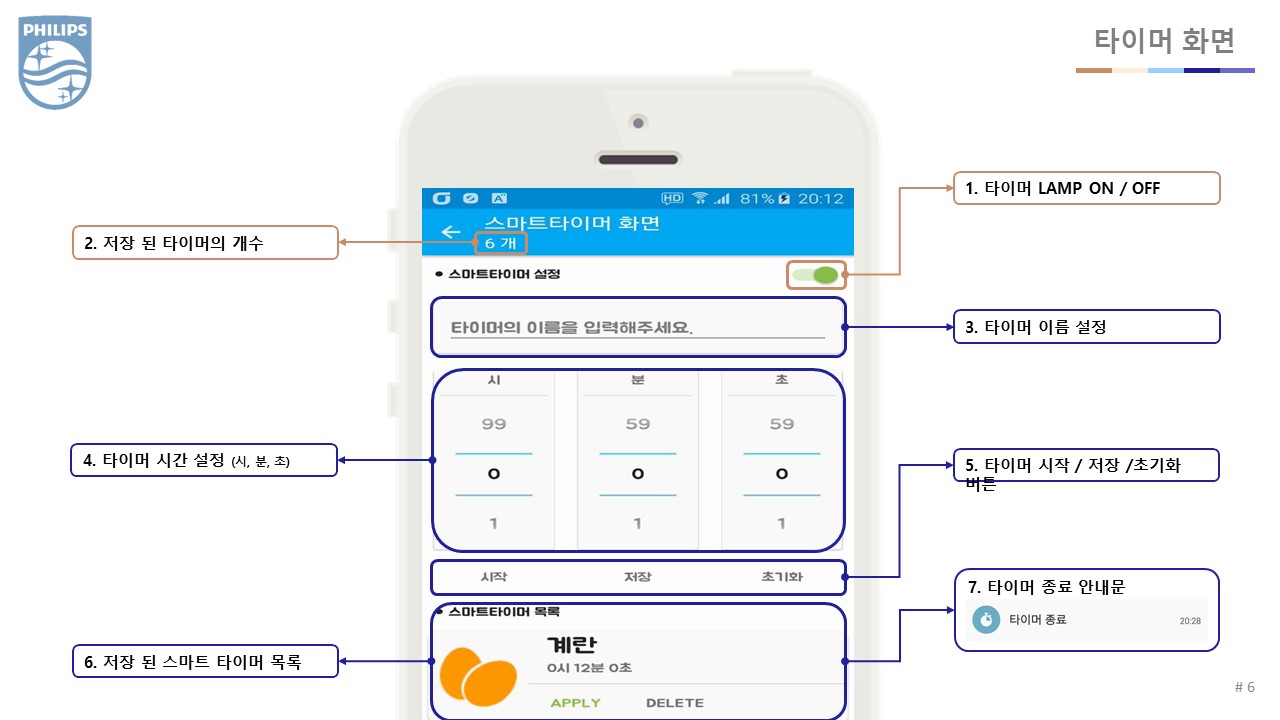 PHILIPS
타이머 화면
1. 타이머 LAMP ON / OFF
HD 81% 20:12
스마트타이머 화면
6 개
2. 저장 된 타이머의 개수
• 스마트타이머 설정
타이머의 이름을 입력해주세요.
3. 타이머 이름 설정
시 분 초
99 59 59
0 0 0
1 1 1
4. 타이머 시간 설정 (시, 분, 초)
5. 타이머 시작 / 저장 /초기화
버튼
시작 저장 초기화
7. 타이머 종료 안내문
타이머 종료 20:28
• 스마트타이머 목록
계란
0시 12분 0초
APPLY DELETE
6. 저장 된 스마트 타이머 목록
# 6